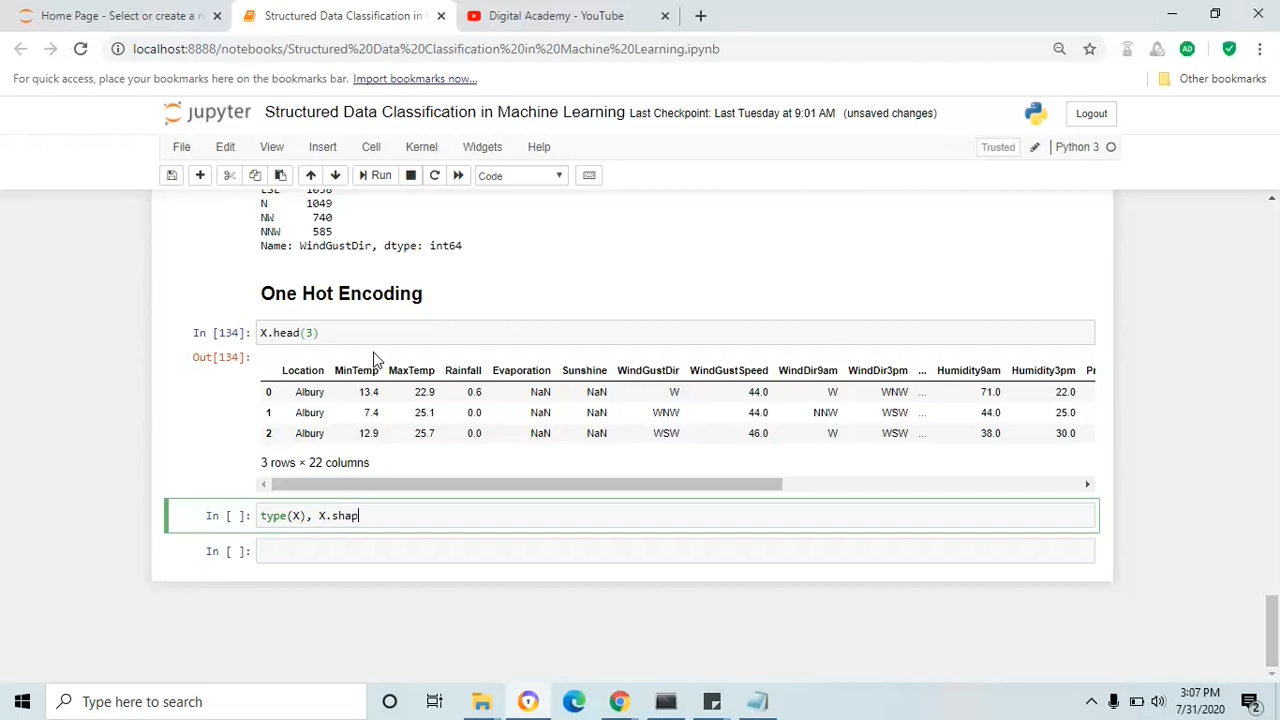 Home Page - Select or create a n
Structured Data Classification in
Digital Academy - YouTube
localhost:8888/notebooks/Structured%20Data%20Classification%20in%20Machine%20Learning.ipynb
For quick access, place your bookmarks here on the bookmarks bar. Import bookmarks now...
Other bookmarks
jupyter Structured Data Classification in Machine Learning Last Checkpoint: Last Tuesday at 9:01 AM (unsaved changes)
Logout
File Edit View Insert Cell Kernel Widgets Help
Trusted Python 3
Run Code
1098
N 1049
NW 740
NNW 585
Name: WindGustDir, dtype: int64
One Hot Encoding
In [134]: X.head(3)
Out[134]:
Location MinTemp MaxTemp Rainfall Evaporation Sunshine WindGustDir WindGustSpeed WindDir9am WindDir3pm ... Humidity9am Humidity3pm Pr
0 Albury 13.4 22.9 0.6 NaN NaN W 44.0 W WNW ... 71.0 22.0
1 Albury 7.4 25.1 0.0 NaN NaN WNW 44.0 NNW WSW ... 44.0 25.0
2 Albury 12.9 25.7 0.0 NaN NaN WSW 46.0 W WSW ... 38.0 30.0
3 rows × 22 columns
In [ ]: type(X), X.shap
In [ ]:
Type here to search
3:07 PM
7/31/2020
2